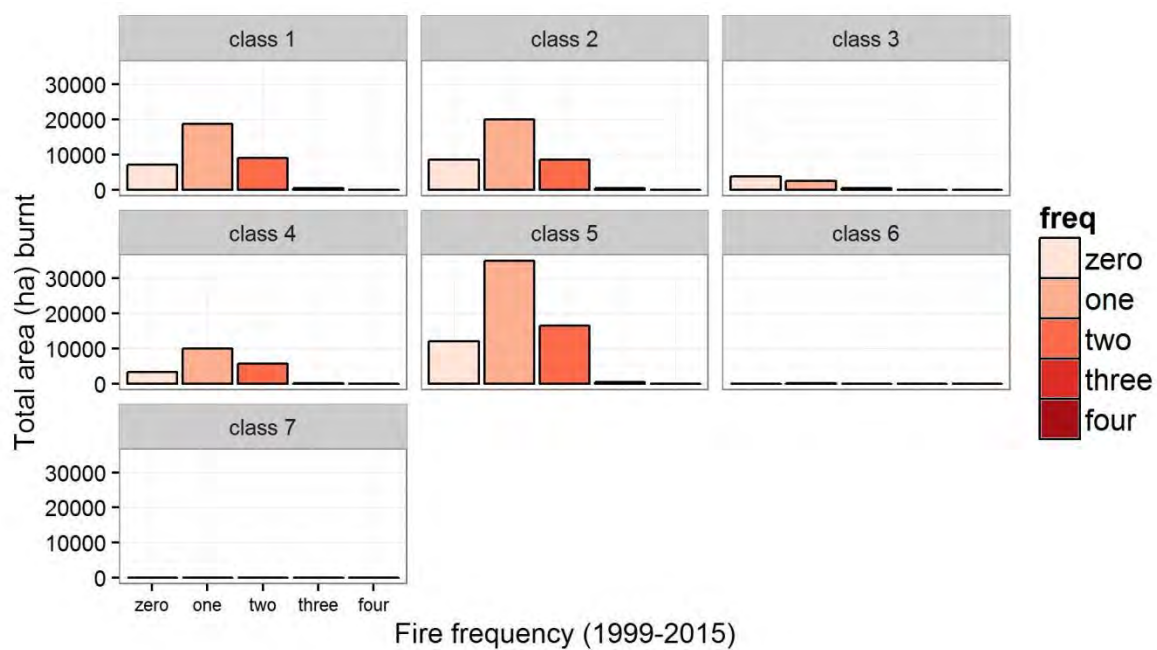 class 1
class 2
class 3
30000
20000
10000
0
class 4
class 5
class 6
30000
20000
10000
0
class 7
30000
20000
10000
0
zero one two three four
Total area (ha) burnt
Fire frequency (1999-2015)
freq
zero
one
two
three
four